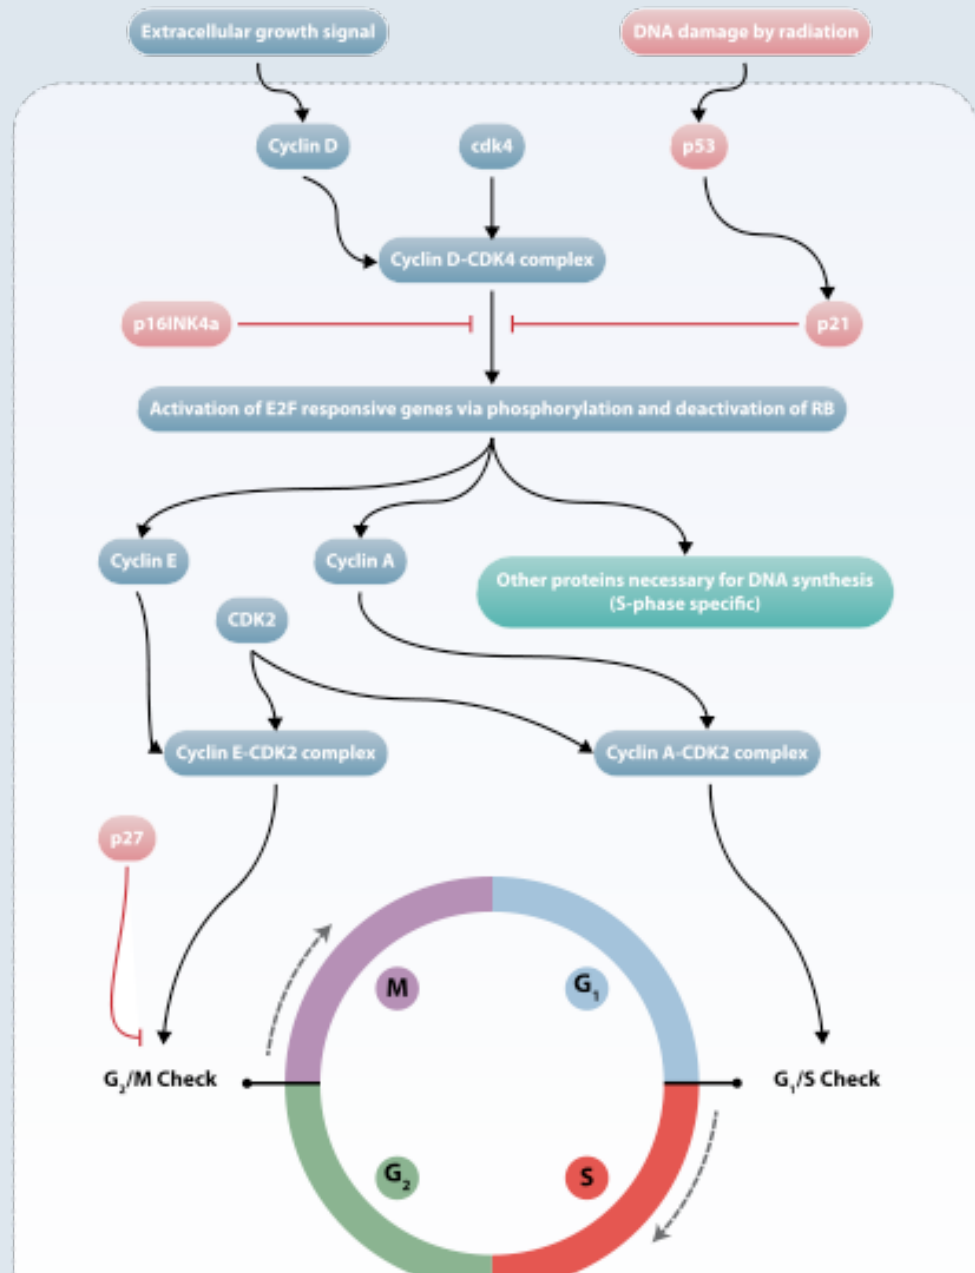 Extracellular growth signal
DNA damage by radiation
Cyclin D
cdk4
p53
Cyclin D-CDK4 complex
p16INK4a
p21
Activation of E2F responsive genes via phosphorylation and deactivation of RB
Cyclin E
Cyclin A
Other proteins necessary for DNA synthesis
(S-phase specific)
CDK2
Cyclin E-CDK2 complex
Cyclin A-CDK2 complex
p27
M
G₁
G₂/M Check
G₁/S Check
G₂
S